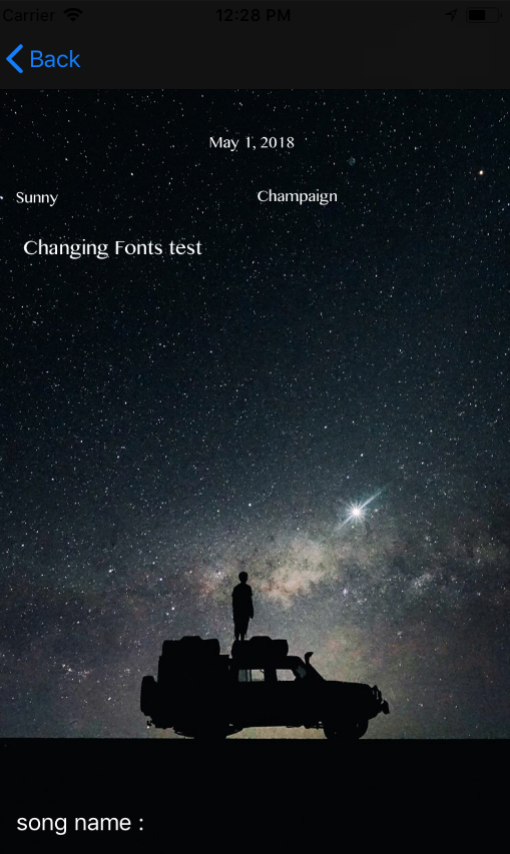 Carrier 12:28 PM
Back
May 1, 2018
Sunny Champaign
Changing Fonts test
song name :